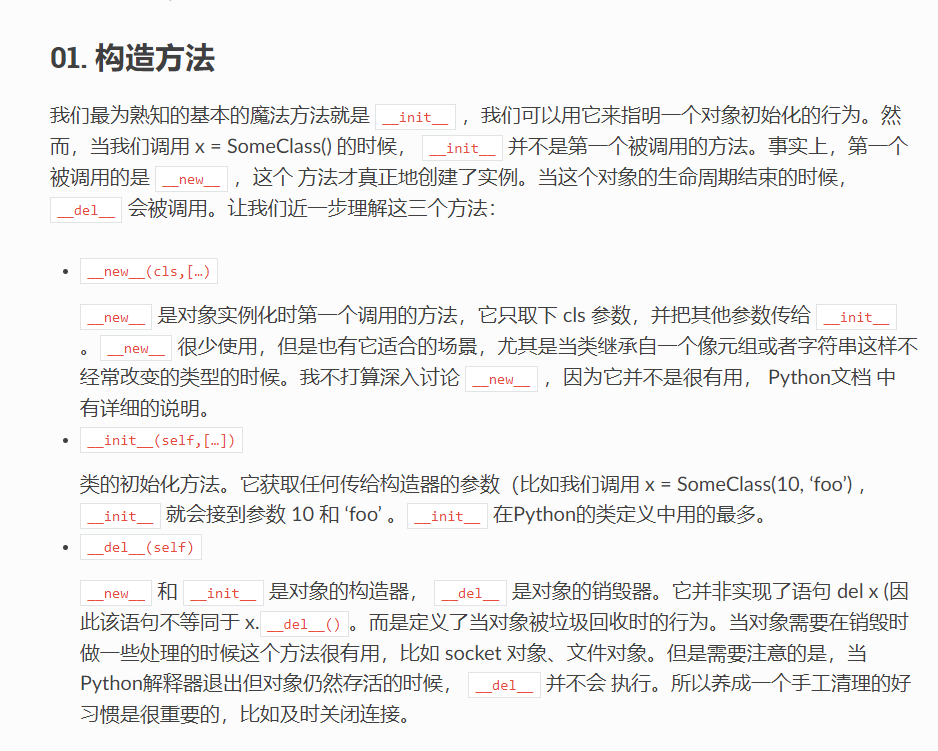 01. 构造方法
我们最为熟知的基本的魔法方法就是 __init__ ，我们可以用它来指明一个对象初始化的行为。然
而，当我们调用 x = SomeClass() 的时候， __init__ 并不是第一个被调用的方法。事实上，第一个
被调用的是 __new__ ，这个 方法才真正地创建了实例。当这个对象的生命周期结束的时候，
__del__ 会被调用。让我们近一步理解这三个方法：
• __new__(cls,[…)
__new__ 是对象实例化时第一个调用的方法，它只取下 cls 参数，并把其他参数传给 __init__
。 __new__ 很少使用，但是也有它适合的场景，尤其是当类继承自一个像元组或者字符串这样不
经常改变的类型的时候。我不打算深入讨论 __new__ ，因为它并不是很有用， Python文档 中
有详细的说明。
• __init__(self,[…])
类的初始化方法。它获取任何传给构造器的参数（比如我们调用 x = SomeClass(10, ‘foo’) ，
__init__ 就会接到参数 10 和 ‘foo’ 。 __init__ 在Python的类定义中用的最多。
• __del__(self)
__new__ 和 __init__ 是对象的构造器， __del__ 是对象的销毁器。它并非实现了语句 del x (因
此该语句不等同于 x.__del__() 。而是定义了当对象被垃圾回收时的行为。当对象需要在销毁时
做一些处理的时候这个方法很有用，比如 socket 对象、文件对象。但是需要注意的是，当
Python解释器退出但对象仍然存活的时候， __del__ 并不会 执行。所以养成一个手工清理的好
习惯是很重要的，比如及时关闭连接。